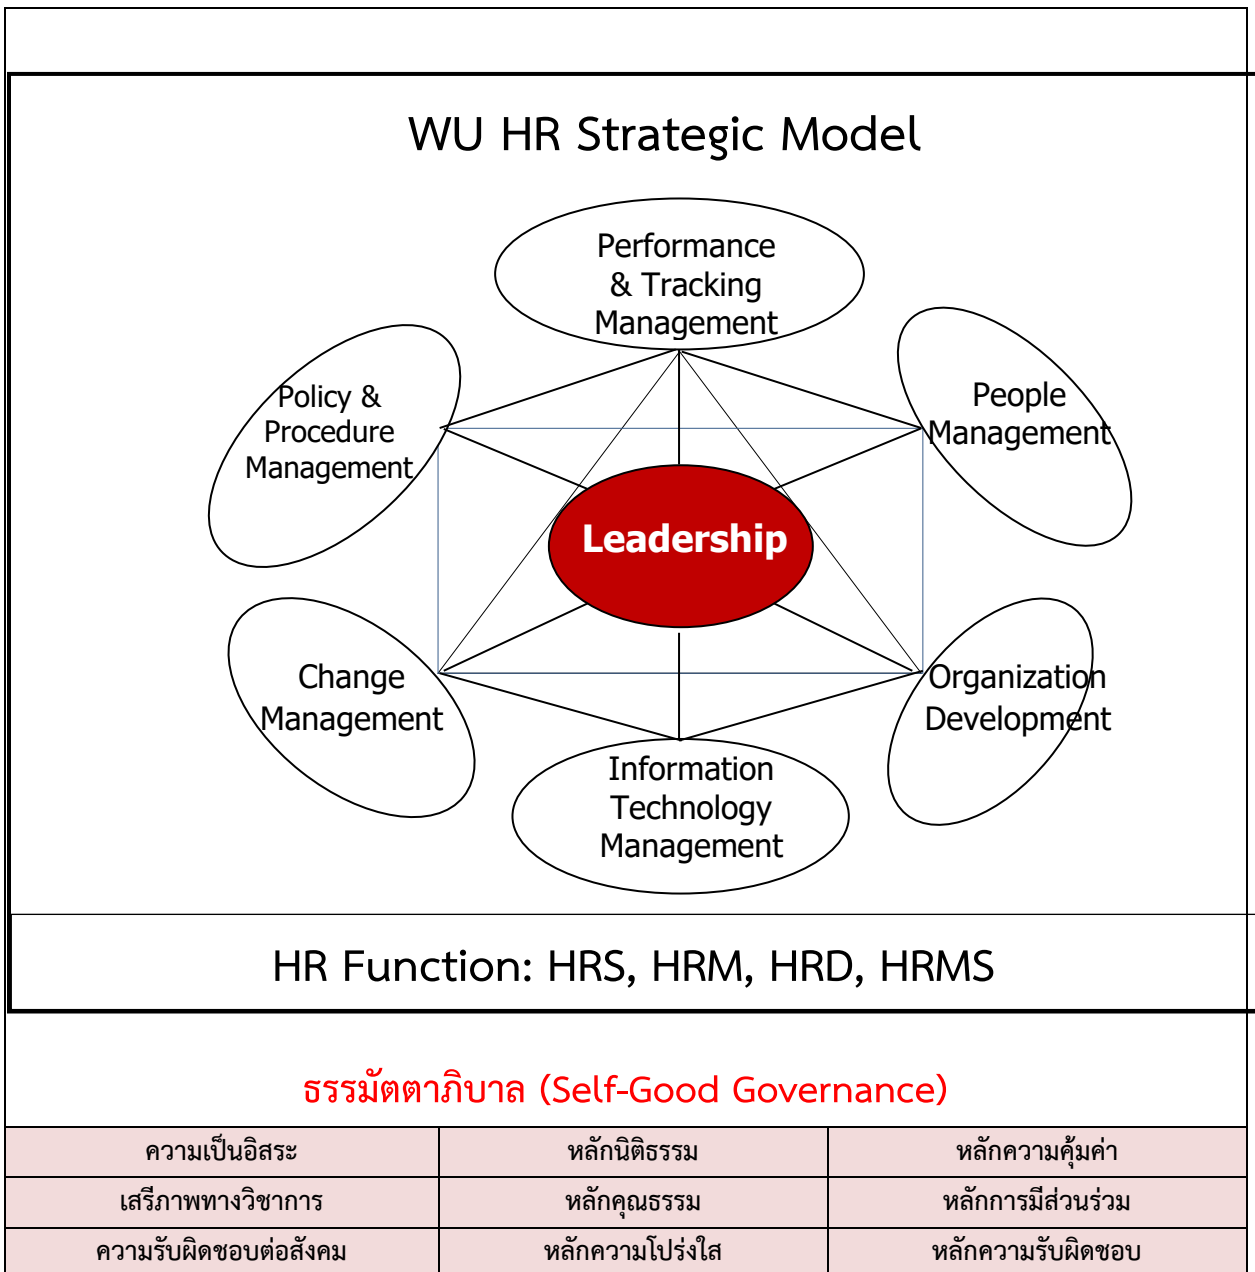 WU HR Strategic Model
Performance
& Tracking
Management
Policy &
Procedure
Management
People
Management
Leadership
Change
Management
Organization
Development
Information
Technology
Management
HR Function: HRS, HRM, HRD, HRMS
ธรรมัตตาภิบาล (Self-Good Governance)
ความเป็นอิสระ หลักนิติธรรม หลักความคุ้มค่า
เสรีภาพทางวิชาการ หลักคุณธรรม หลักการมีส่วนร่วม
ความรับผิดชอบต่อสังคม หลักความโปร่งใส หลักความรับผิดชอบ